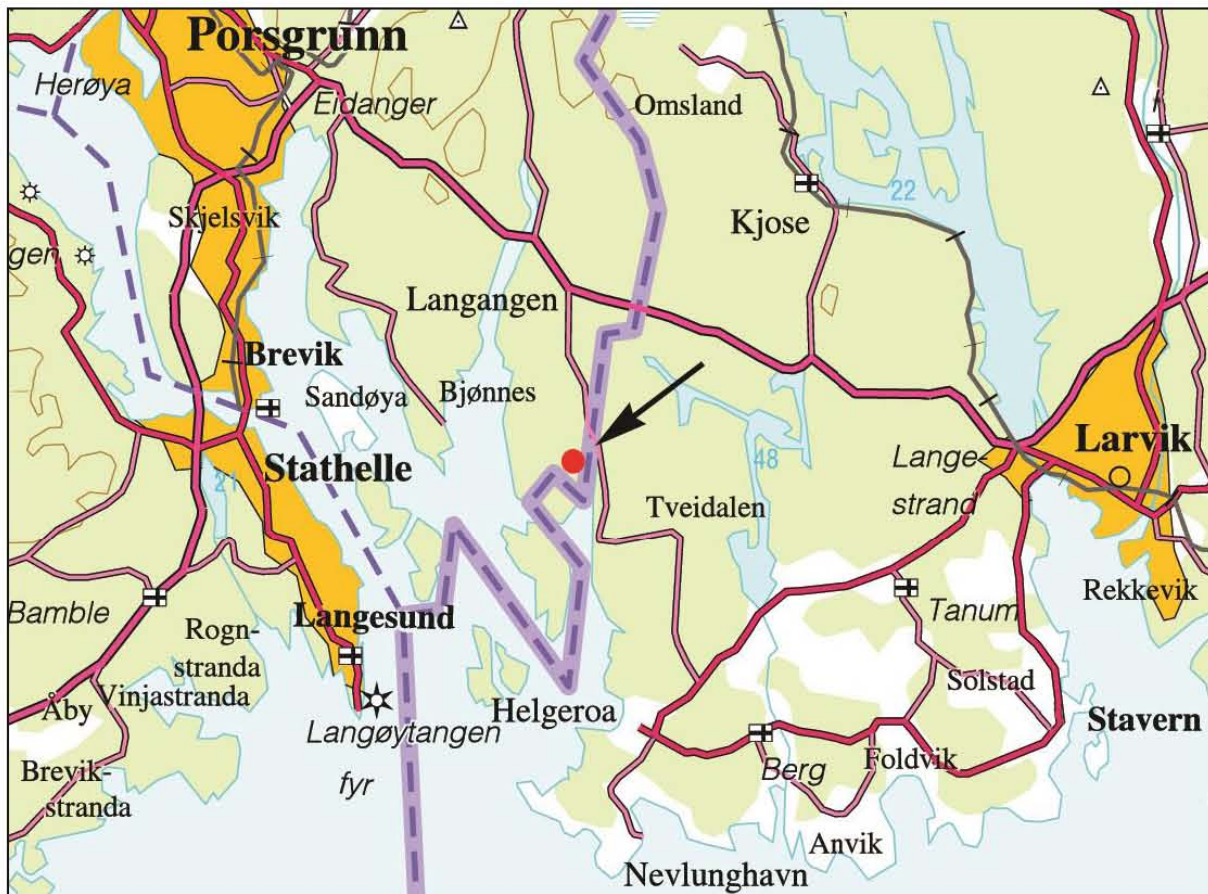 Porsgrunn
Herøya
Eidanger
Omsland
22
Skjelsvik
Kjose
gen
Langangen
Brevik
Sandøya
Bjønnes
Larvik
Stathelle
48
Lange-
strand
21
Tveidalen
Rekkevik
Bamble
Langesund
Tanum
Rogn-
stranda
Solstad
Vinjastranda
Åby
Helgeroa
Stavern
Langøytangen
fyr
Foldvik
Berg
Brevik-
stranda
Anvik
Nevlunghavn